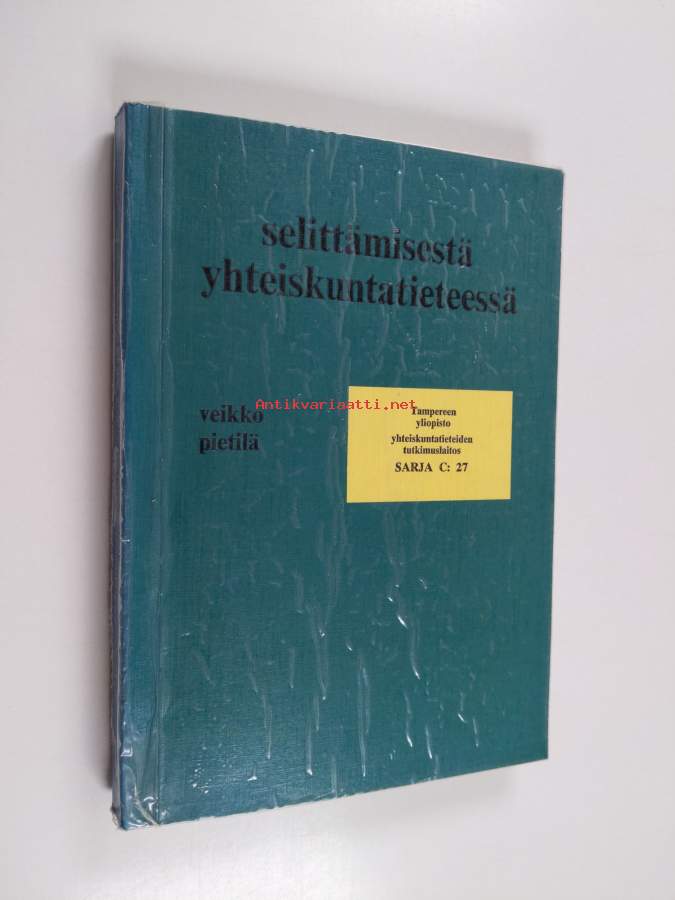 selittämisestä
yhteiskuntatieteessä
veikko
pietilä
Antikvariaatti.net
Tampereen
yliopisto
yhteiskuntatieteiden
tutkimuslaitos
SARJA C: 27